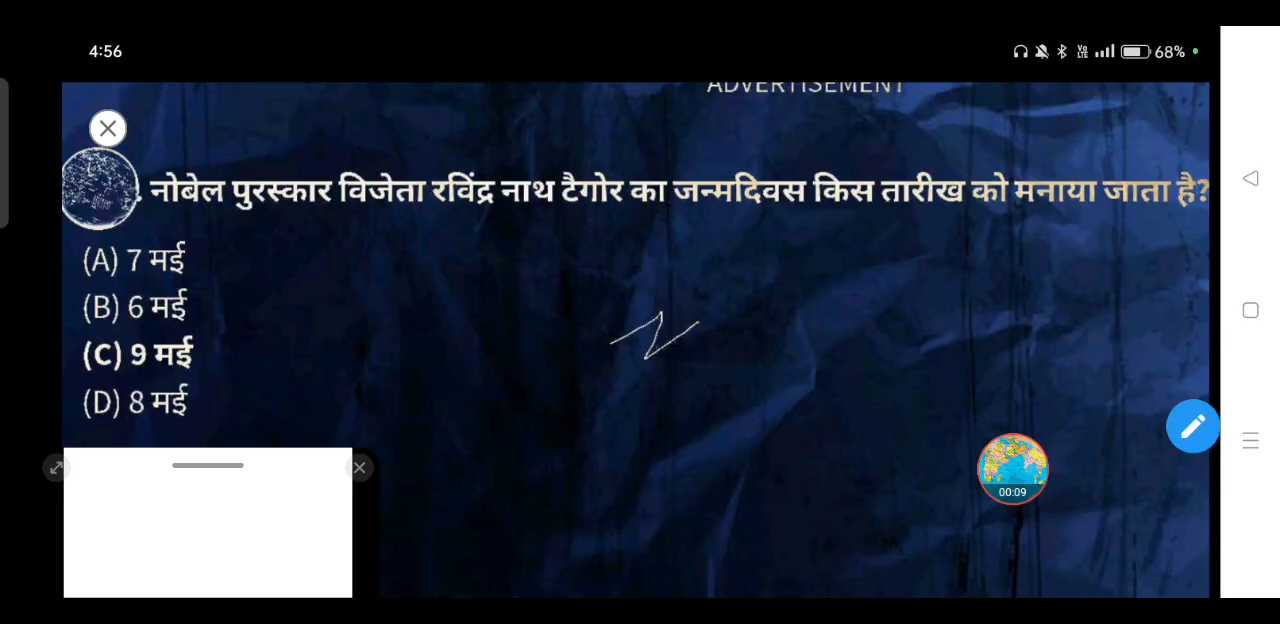 4:56
VoLTE 68%
ADVERTISEMENT
. नोबेल पुरस्कार विजेता रविंद्र नाथ टैगोर का जन्मदिवस किस तारीख को मनाया जाता है?
(A) 7 मई
(B) 6 मई
(C) 9 मई
(D) 8 मई
00:09